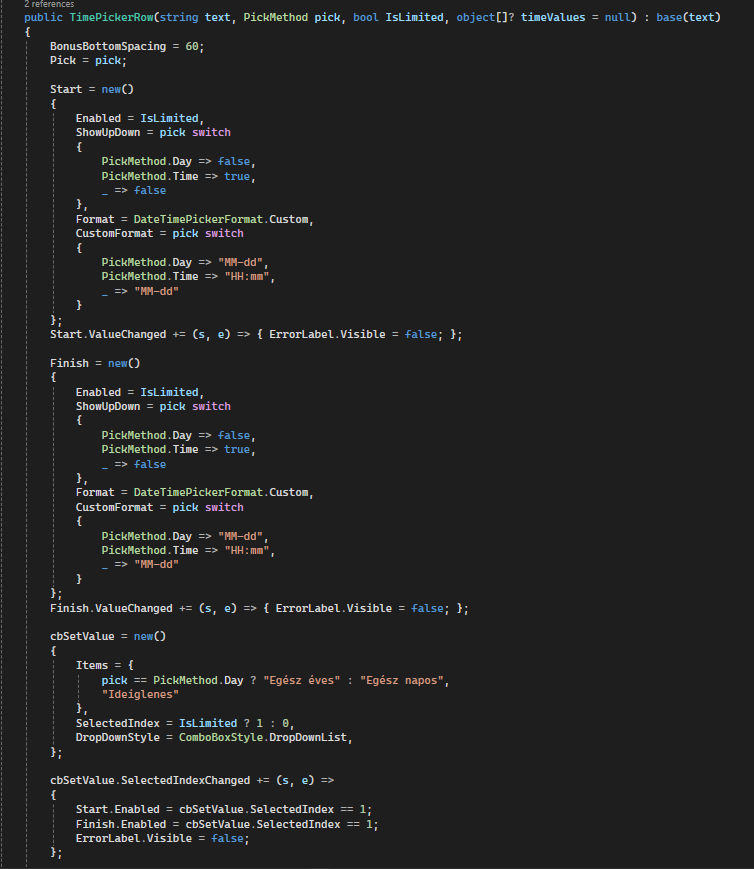 2 references
public TimePickerRow(string text, PickMethod pick, bool IsLimited, object[]? timeValues = null) : base(text)
{
BonusBottomSpacing = 60;
Pick = pick;
Start = new()
{
Enabled = IsLimited,
ShowUpDown = pick switch
{
PickMethod.Day => false,
PickMethod.Time => true,
_ => false
},
Format = DateTimePickerFormat.Custom,
CustomFormat = pick switch
{
PickMethod.Day => "MM-dd",
PickMethod.Time => "HH:mm",
_ => "MM-dd"
}
};
Start.ValueChanged += (s, e) => { ErrorLabel.Visible = false; };
Finish = new()
{
Enabled = IsLimited,
ShowUpDown = pick switch
{
PickMethod.Day => false,
PickMethod.Time => true,
_ => false
},
Format = DateTimePickerFormat.Custom,
CustomFormat = pick switch
{
PickMethod.Day => "MM-dd",
PickMethod.Time => "HH:mm",
_ => "MM-dd"
}
};
Finish.ValueChanged += (s, e) => { ErrorLabel.Visible = false; };
cbSetValue = new()
{
Items = {
pick == PickMethod.Day ? "Egész éves" : "Egész napos",
"Ideiglenes"
},
SelectedIndex = IsLimited ? 1 : 0,
DropDownStyle = ComboBoxStyle.DropDownList,
};
cbSetValue.SelectedIndexChanged += (s, e) =>
{
Start.Enabled = cbSetValue.SelectedIndex == 1;
Finish.Enabled = cbSetValue.SelectedIndex == 1;
ErrorLabel.Visible = false;
};